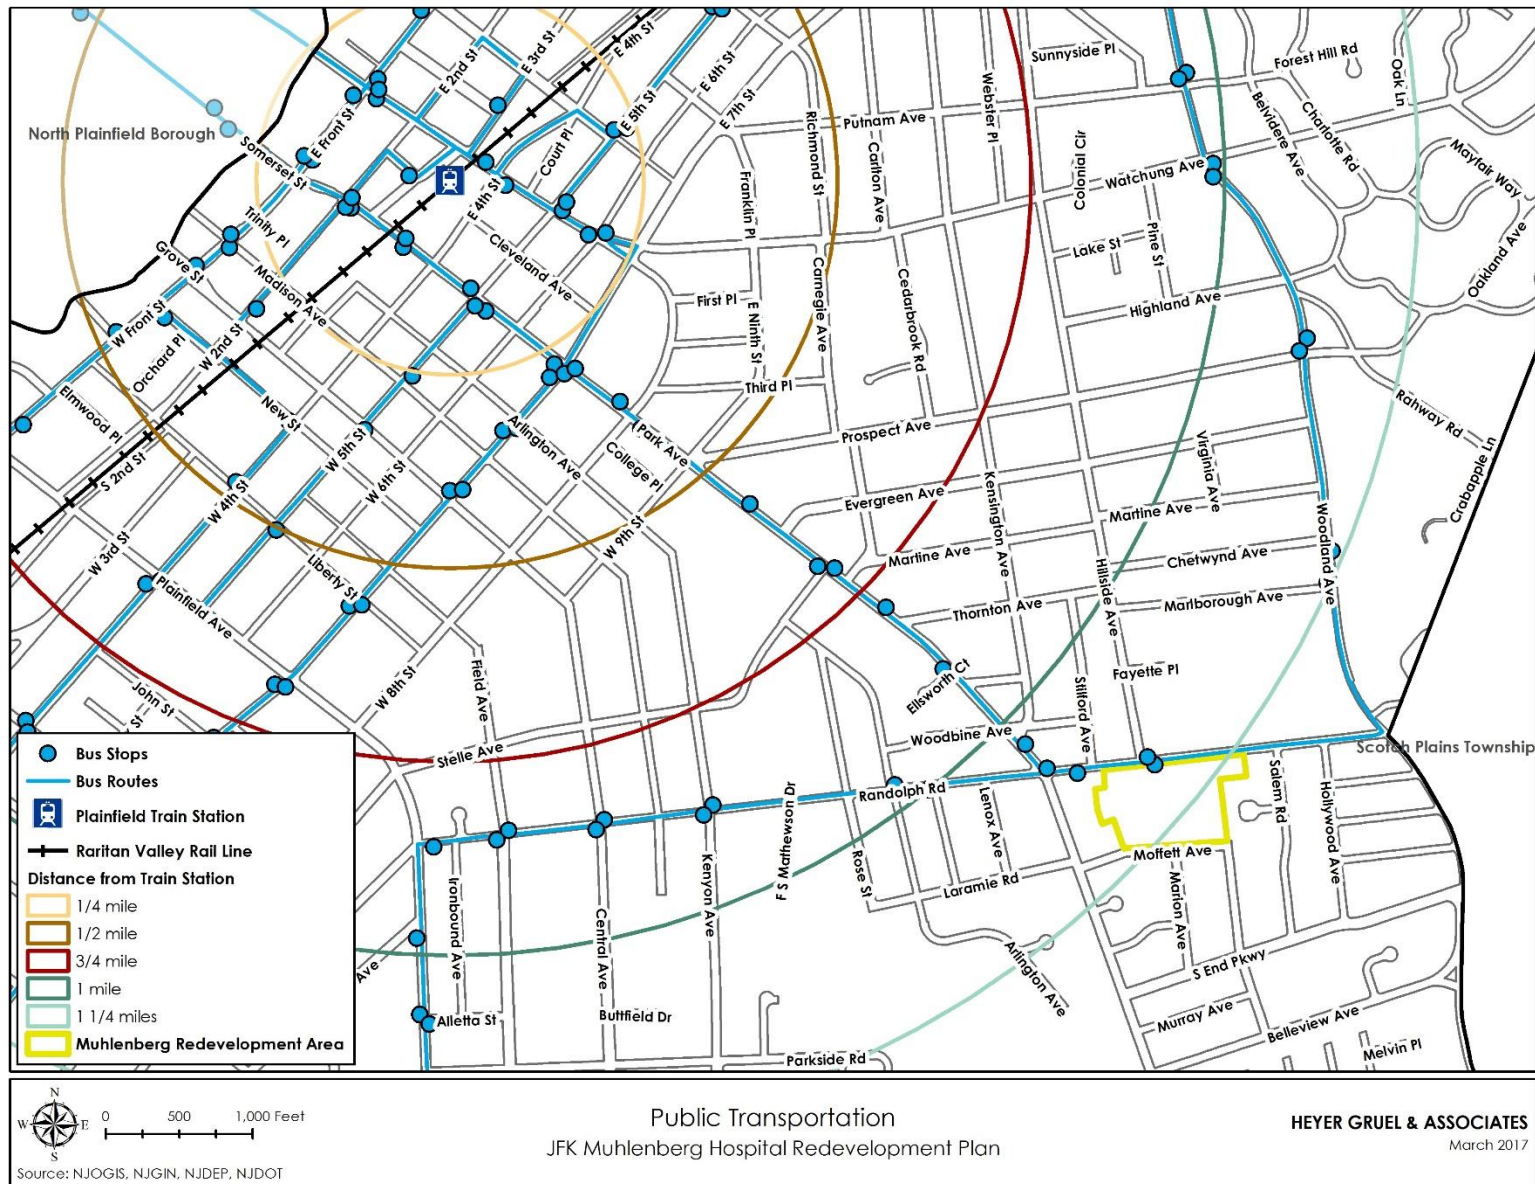 Sunnyside Pl
Forest Hill Rd
Oak Ln
E 2nd St
E 3rd St
E 4th St
E 6th St
E 5th St
E 7th St
Webster Pl
Belvidere Ave
Charlotte Rd
Mayfair Way
North Plainfield Borough
E Front St
Somerset St
Court Pl
Putnam Ave
Richmond St
Carlton Ave
Colonial Cir
Watchung Ave
Franklin Pl
E 4th St
Trinity Pl
Grove St
Madison Ave
Cleveland Ave
Lake St
Pine St
Oakland Ave
Highland Ave
W Front St
Orchard Pl
W 2nd St
First Pl
E Ninth St
Carnegie Ave
Cedarbrook Rd
Third Pl
Elmwood Pl
New St
S 2nd St
W 5th St
W 4th St
W 6th St
Arlington Ave
College Pl
Park Ave
Prospect Ave
Rahway Rd
Crabapple Ln
Virginia Ave
Evergreen Ave
Kensington Ave
Martine Ave
Woodland Ave
W 3rd St
W 9th St
Martine Ave
Chetwynd Ave
Plainfield Ave
Liberty St
Hillside Ave
Thornton Ave
Marlborough Ave
John St
St
W 8th St
Field Ave
Ellsworth Ct
Stilford Ave
Fayette Pl
Stelle Ave
Woodbine Ave
Scotch Plains Township
F S Mathewson Dr
Randolph Rd
Lenox Ave
Salem Rd
Hollywood Ave
Rose St
Moffett Ave
Laramie Rd
Marion Ave
Ironbound Ave
Central Ave
Kenyon Ave
Arlington Ave
S End Pkwy
Ave
Alletta St
Buttfield Dr
Parkside Rd
Murray Ave
Belleview Ave
Melvin Pl
Bus Stops
Bus Routes
Plainfield Train Station
Raritan Valley Rail Line
Distance from Train Station
1/4 mile
1/2 mile
3/4 mile
1 mile
1 1/4 miles
Muhlenberg Redevelopment Area
N
W E
S
0 500 1,000 Feet
Source: NJOGIS, NJGIN, NJDEP, NJDOT
Public Transportation
JFK Muhlenberg Hospital Redevelopment Plan
HEYER GRUEL & ASSOCIATES
March 2017